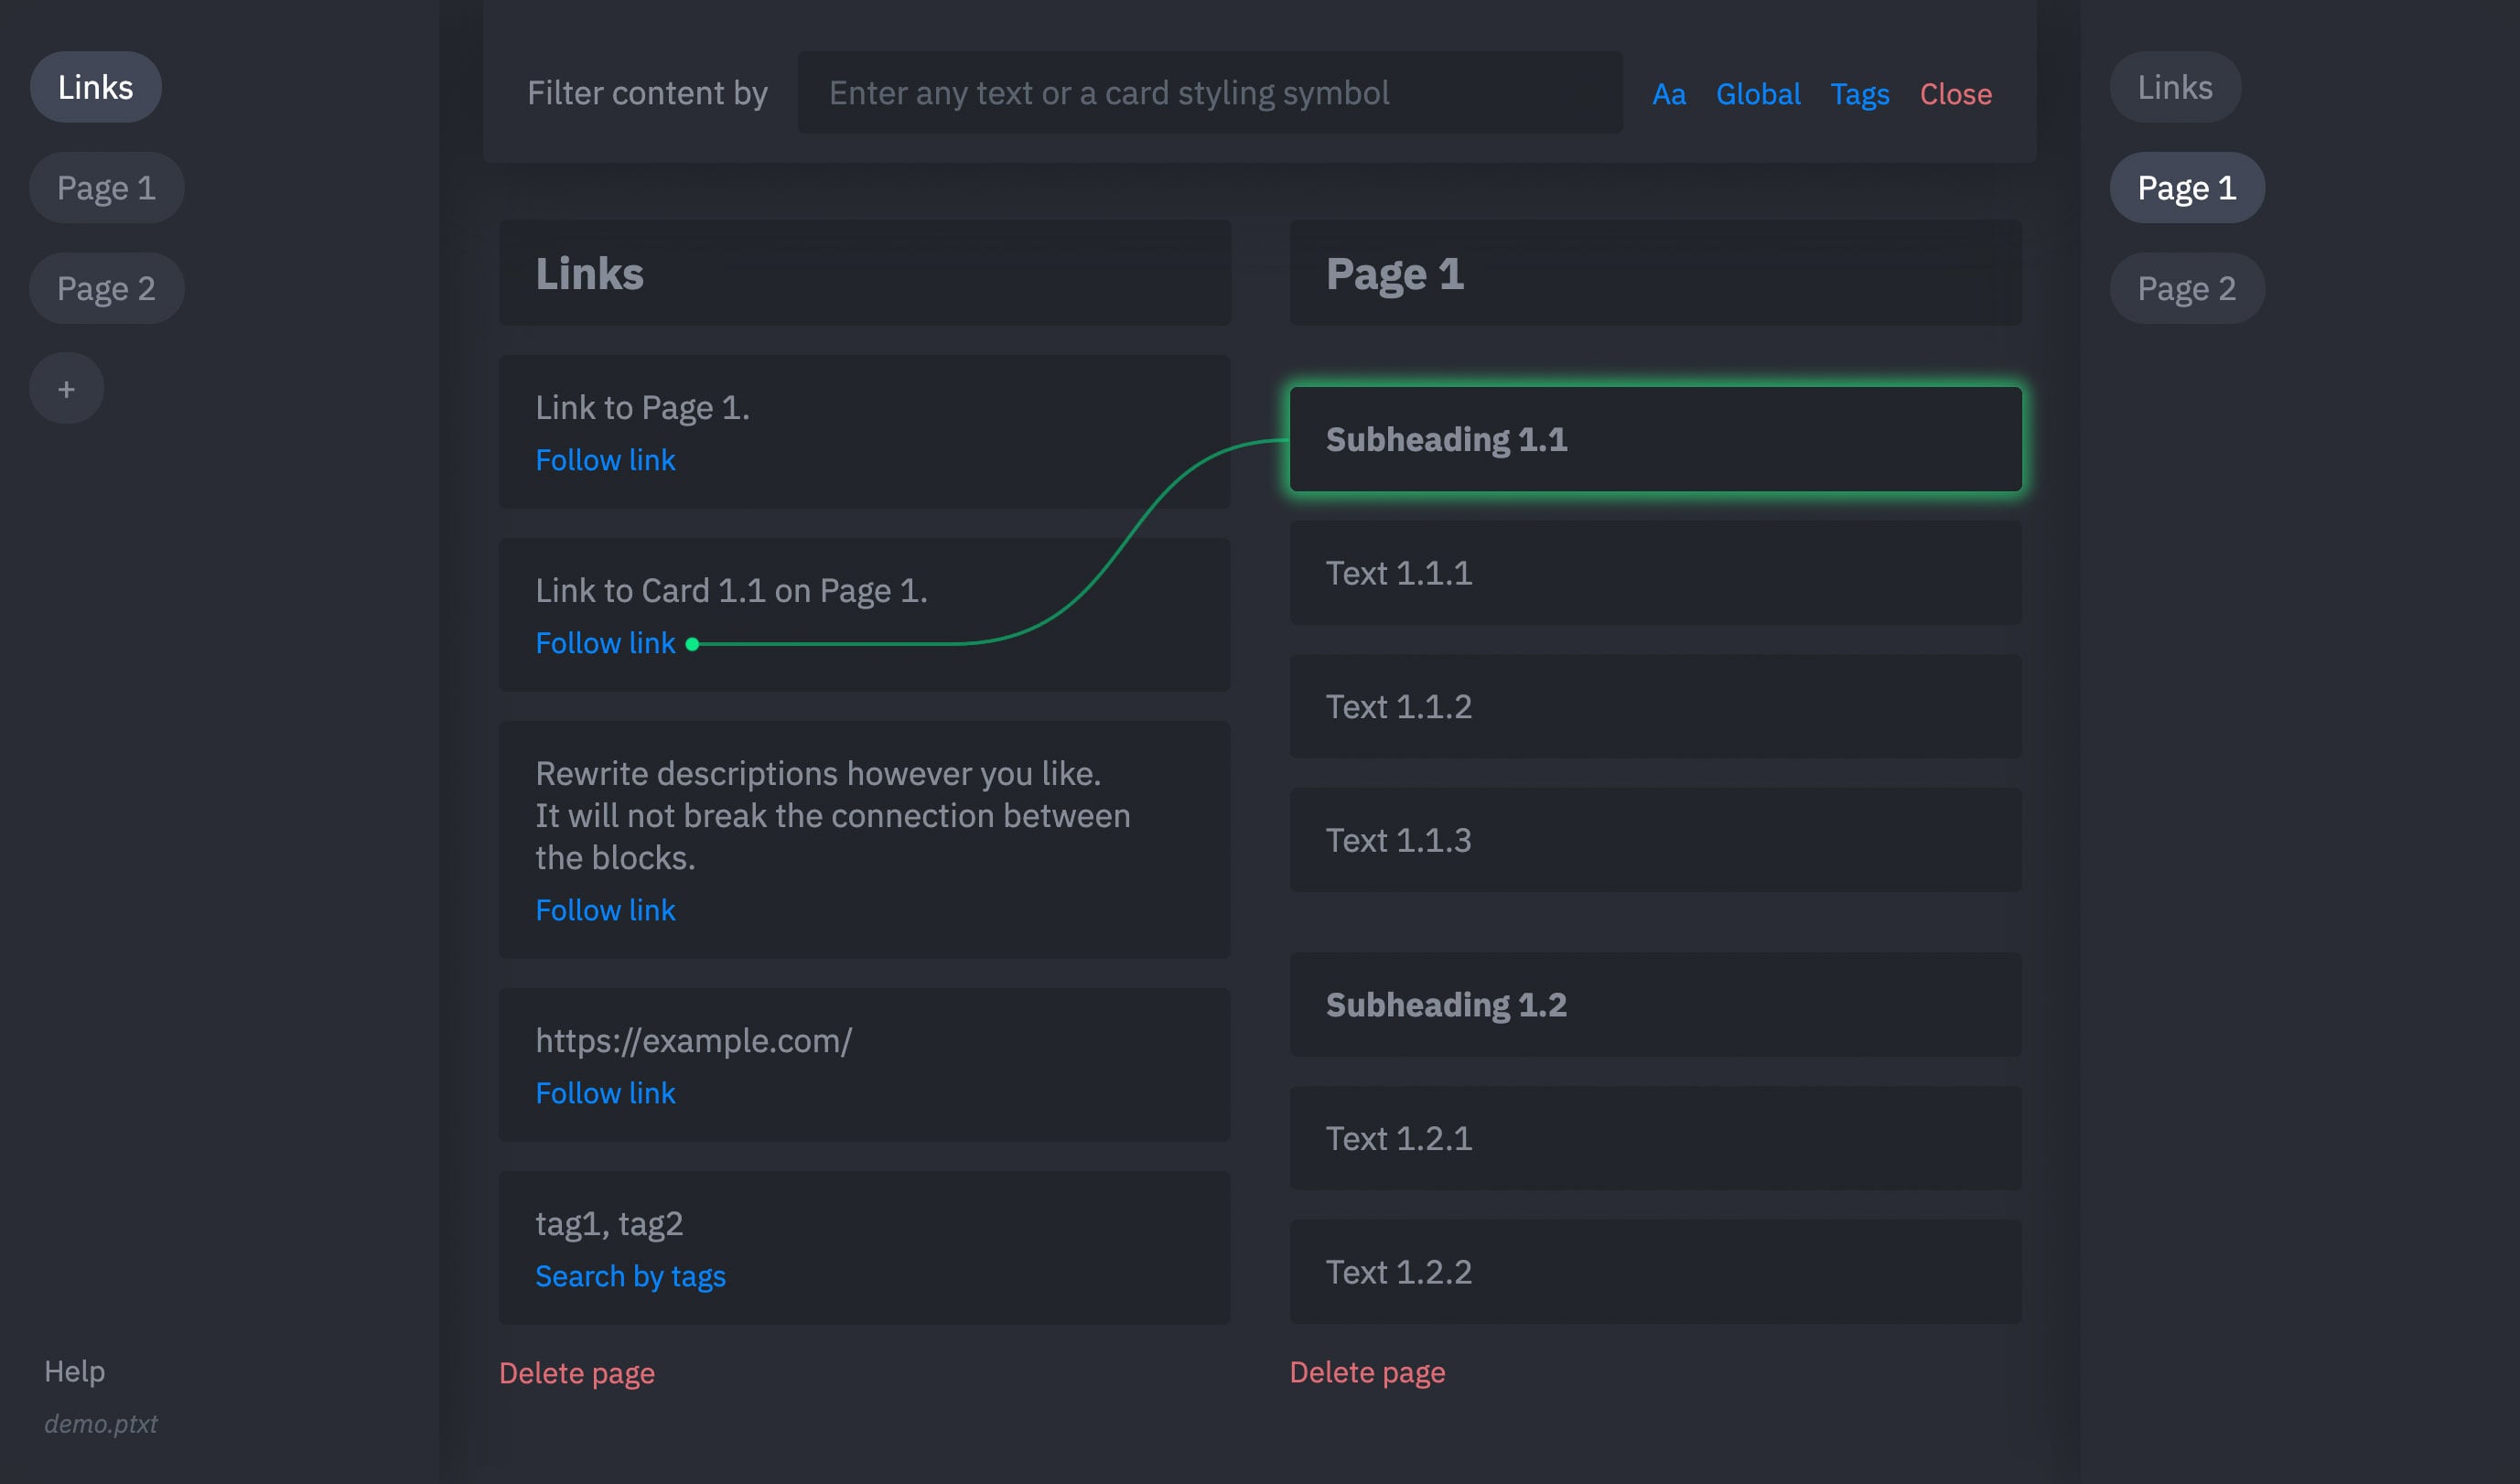 Links
Page 1
Page 2
+
Help
demo.ptxt
Filter content by
Enter any text or a card styling symbol
Aa
Global
Tags
Close
Links
Link to Page 1.
Follow link
Link to Card 1.1 on Page 1.
Follow link
Rewrite descriptions however you like.
It will not break the connection between
the blocks.
Follow link
https://example.com/
Follow link
tag1, tag2
Search by tags
Delete page
Page 1
Subheading 1.1
Text 1.1.1
Text 1.1.2
Text 1.1.3
Subheading 1.2
Text 1.2.1
Text 1.2.2
Delete page
Links
Page 1
Page 2